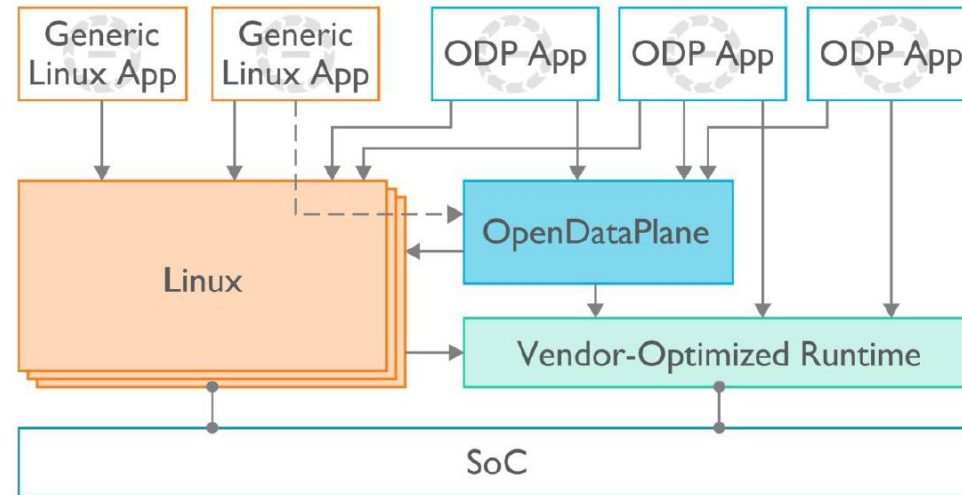 Generic
Linux App
Generic
Linux App
ODP App
ODP App
ODP App
Linux
OpenDataPlane
Vendor-Optimized Runtime
SoC